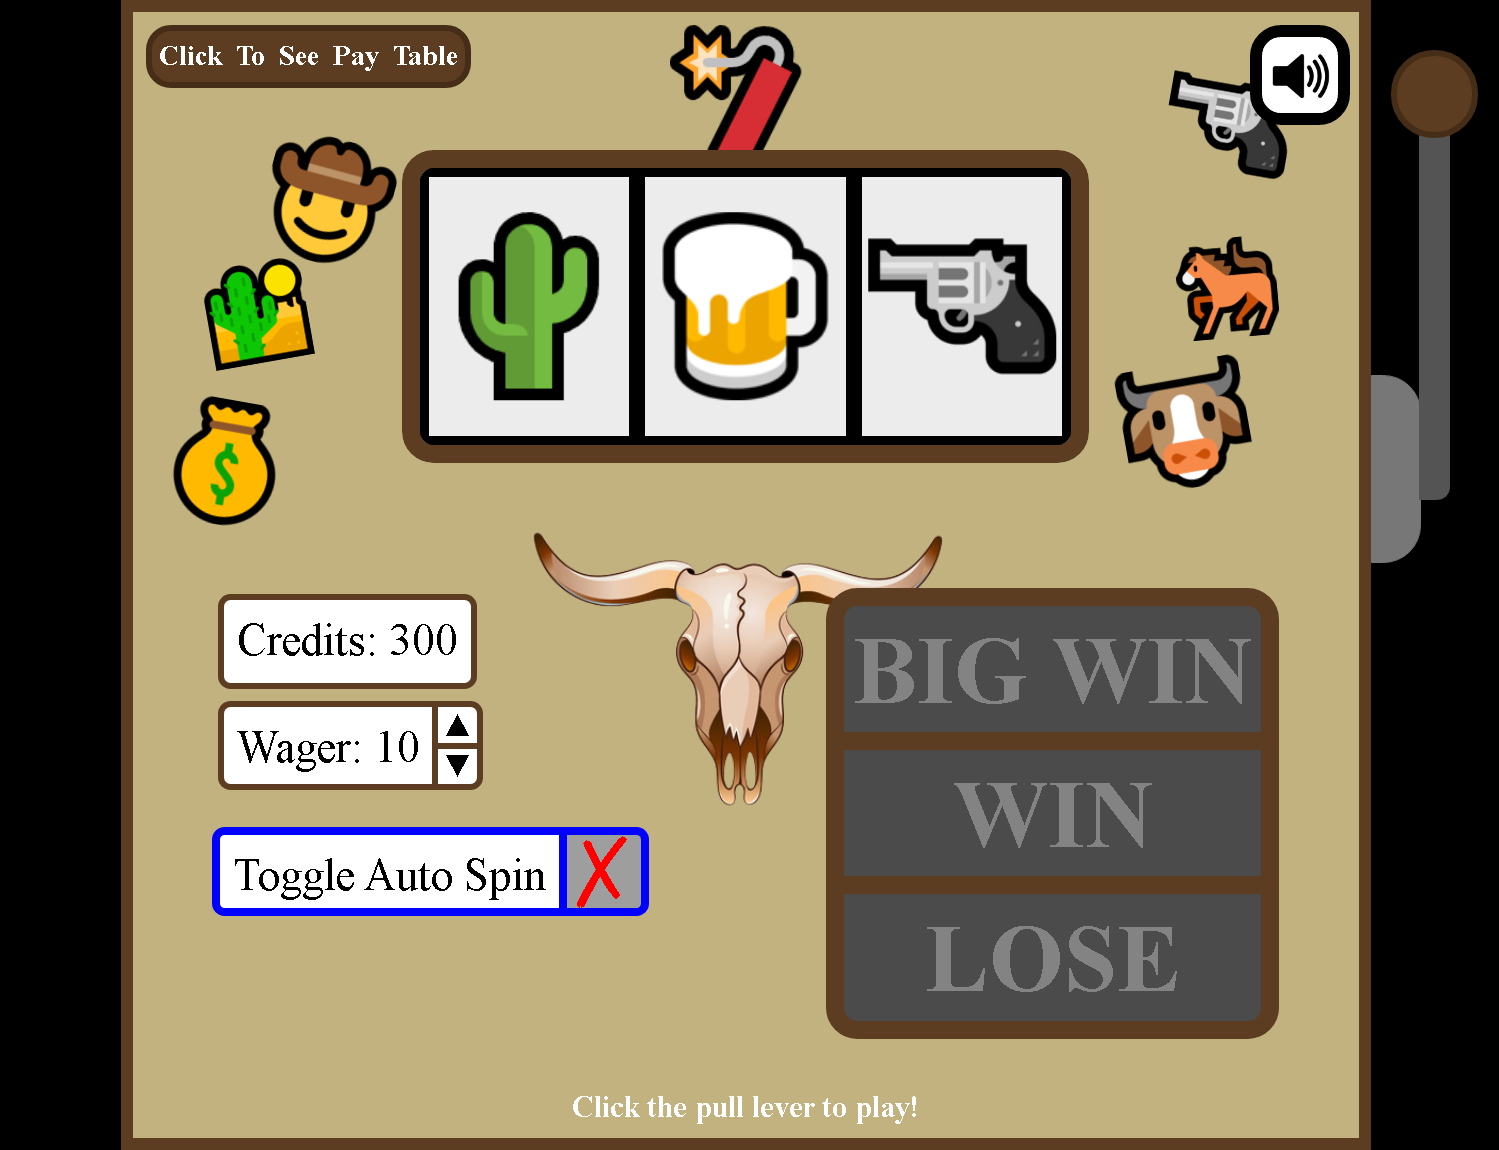 Click To See Pay Table
Credits: 300
Wager: 10
Toggle Auto Spin
BIG WIN
WIN
LOSE
Click the pull lever to play!